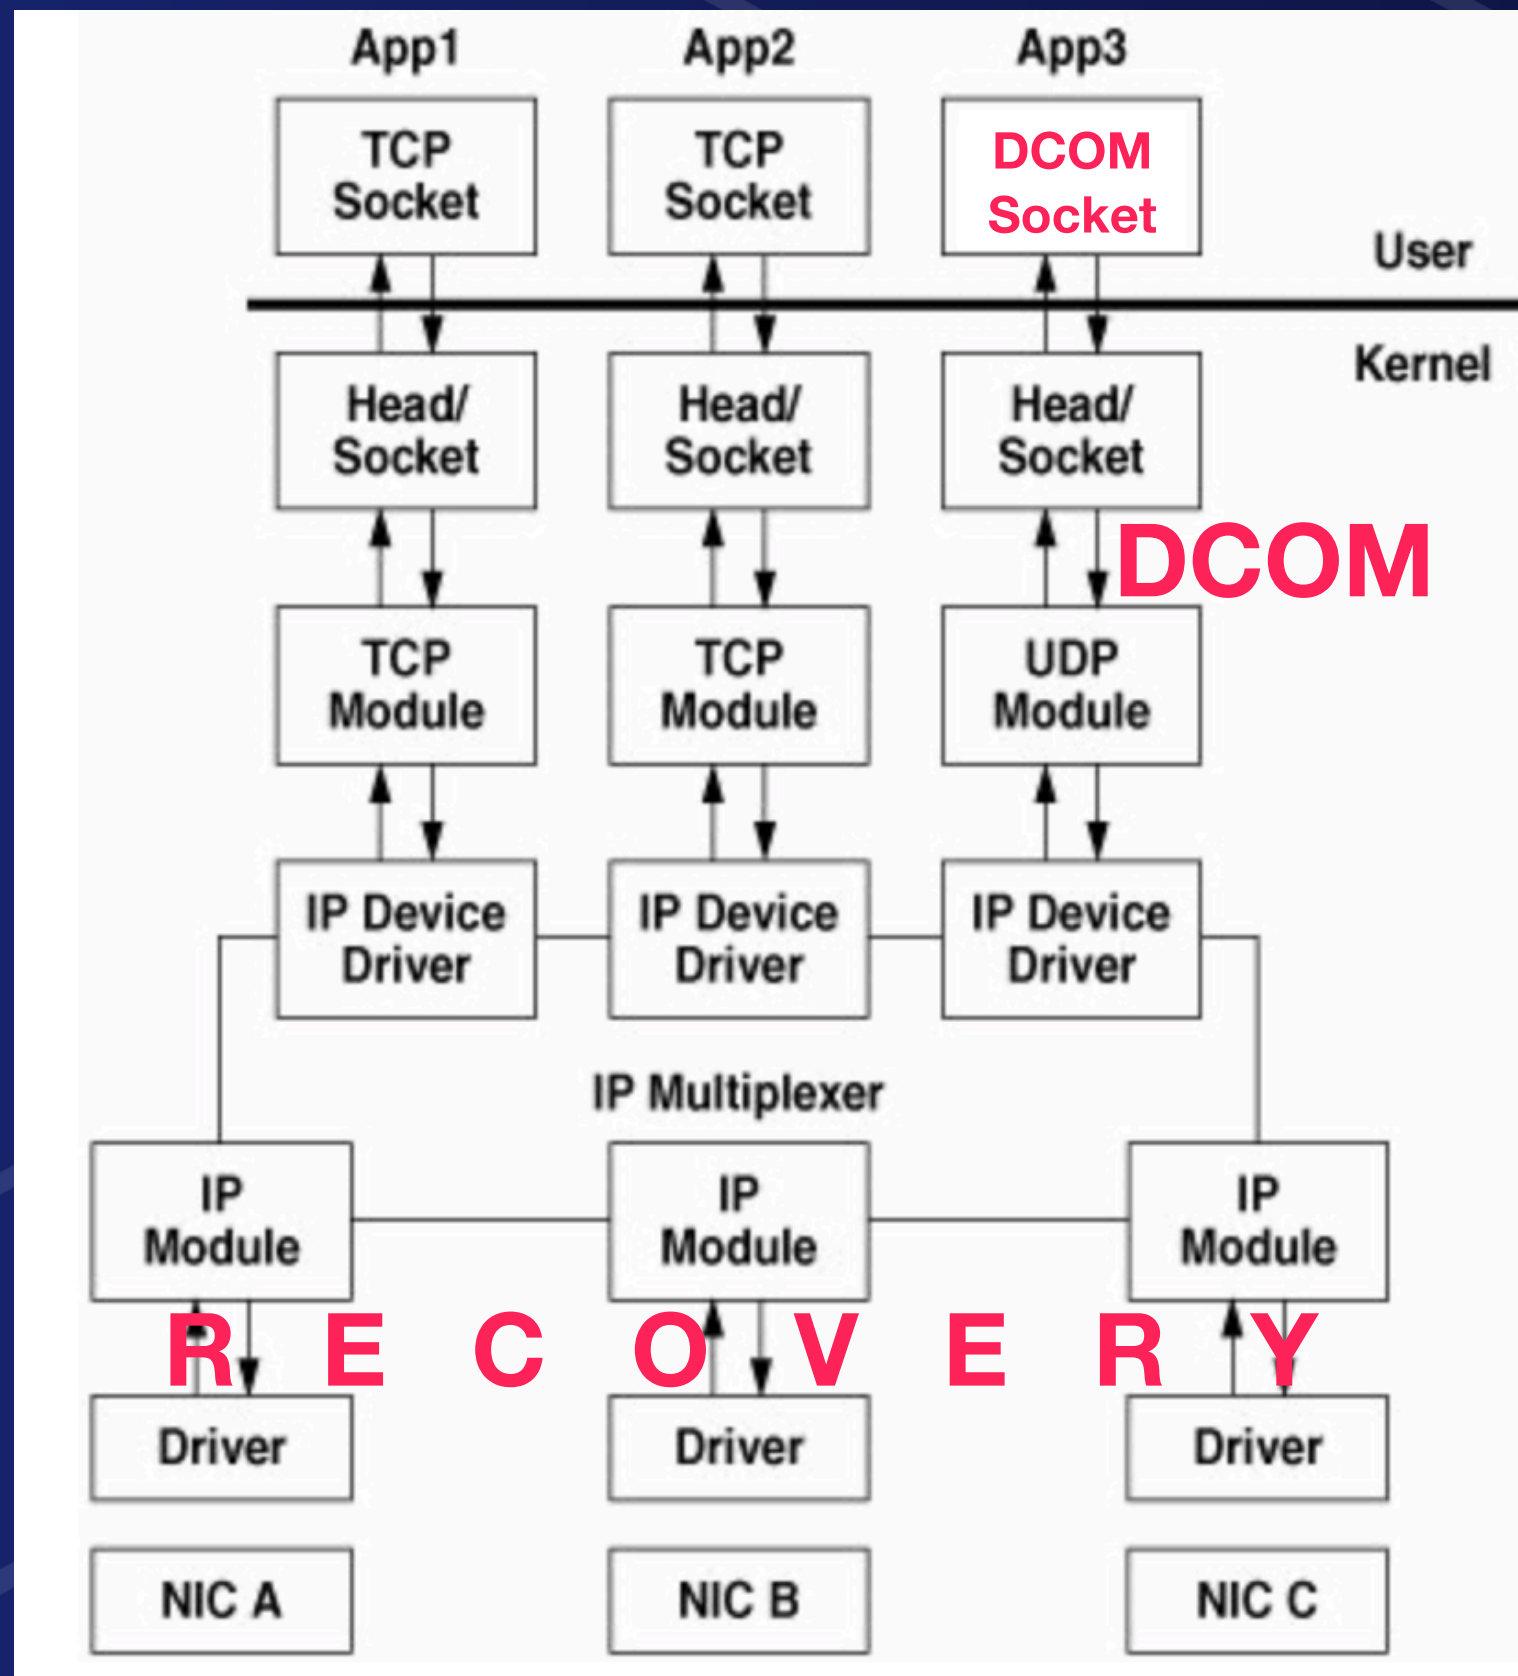 App1 App2 App3
TCP TCP DCOM
Socket Socket Socket
User
Kernel
Head/ Head/ Head/
Socket Socket Socket
DCOM
TCP TCP UDP
Module Module Module
IP Device IP Device IP Device
Driver Driver Driver
IP Multiplexer
IP IP IP
Module Module Module
R E C O V E R Y
Driver Driver Driver
NIC A NIC B NIC C